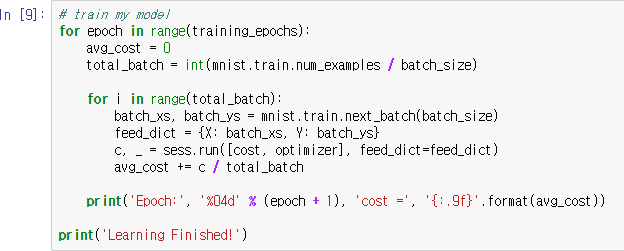 In [9]: # train my model
for epoch in range(training_epochs):
    avg_cost = 0
    total_batch = int(mnist.train.num_examples / batch_size)

    for i in range(total_batch):
        batch_xs, batch_ys = mnist.train.next_batch(batch_size)
        feed_dict = {X: batch_xs, Y: batch_ys}
        c, _ = sess.run([cost, optimizer], feed_dict=feed_dict)
        avg_cost += c / total_batch

    print('Epoch:', '%04d' % (epoch + 1), 'cost =', '{:.9f}'.format(avg_cost))

print('Learning Finished!')